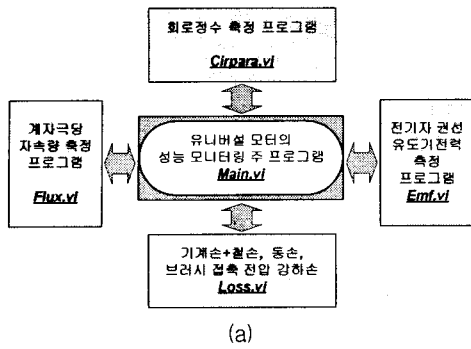 회로정수 측정 프로그램
Cirpara.vi
계자극당
자속량 측정
프로그램
Flux.vi
유니버설 모터의
성능 모니터링 주 프로그램
Main.vi
전기자 권선
유도기전력
측정
프로그램
Emf.vi
기계손+철손, 동손,
브러시 접촉 전압 강하손
Loss.vi
(a)